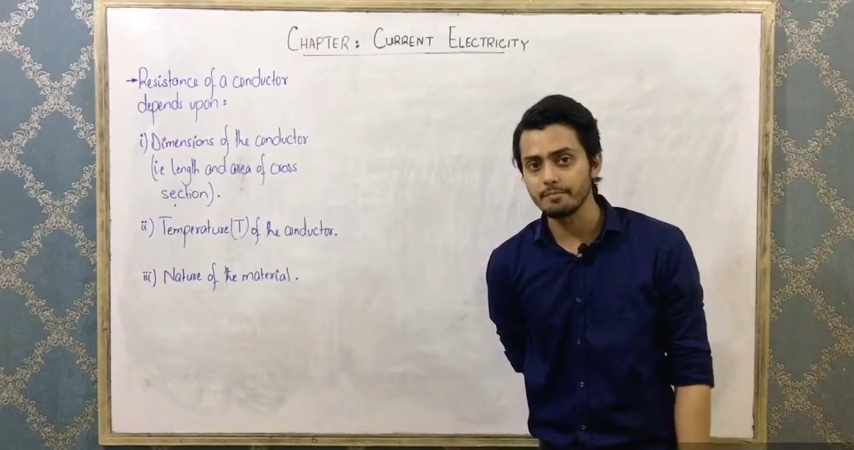 CHAPTER: CURRENT ELECTRICITY
→Resistance of a conductor
depends upon:
i) Dimensions of the conductor
(ie length and area of cross
section).
ii) Temperature(T) of the conductor.
iii) Nature of the material.